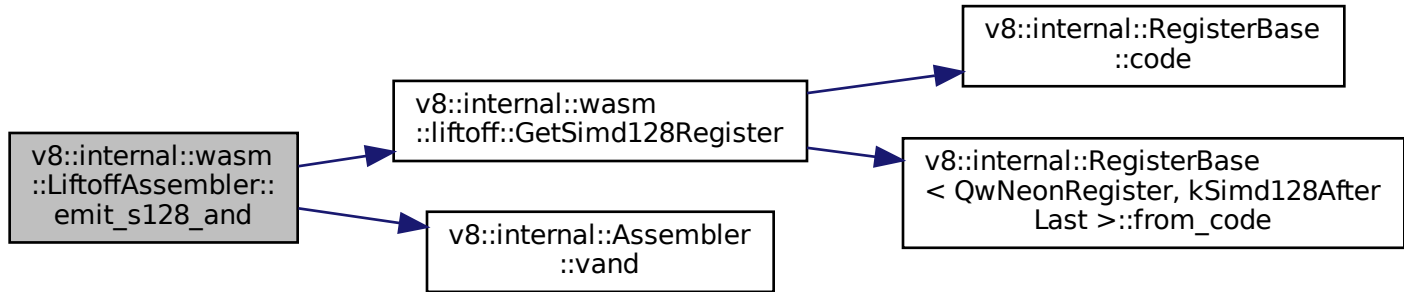 v8::internal::wasm
::LiftoffAssembler::
emit_s128_and
v8::internal::wasm
::liftoff::GetSimd128Register
v8::internal::Assembler
::vand
v8::internal::RegisterBase
::code
v8::internal::RegisterBase
< QwNeonRegister, kSimd128After
Last >::from_code